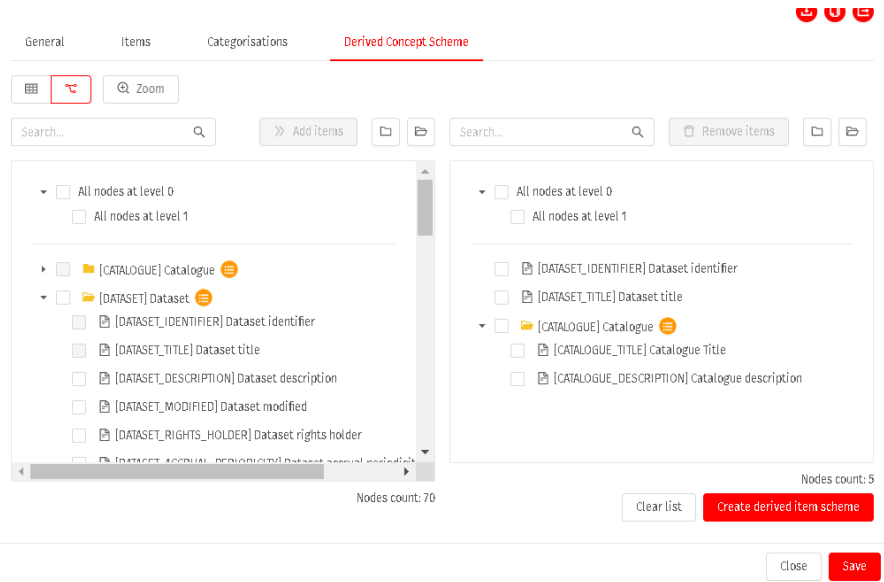 General Items Categorisations Derived Concept Scheme
Zoom
Search... Add items Search... Remove items
All nodes at level 0
All nodes at level 1
[CATALOGUE] Catalogue
[DATASET] Dataset
[DATASET_IDENTIFIER] Dataset identifier
[DATASET_TITLE] Dataset title
[DATASET_DESCRIPTION] Dataset description
[DATASET_MODIFIED] Dataset modified
[DATASET_RIGHTS_HOLDER] Dataset rights holder
[DATASET_ACCRUAL_PERIODICITY] Dataset accrual periodicit
Nodes count: 70
All nodes at level 0
All nodes at level 1
[DATASET_IDENTIFIER] Dataset identifier
[DATASET_TITLE] Dataset title
[CATALOGUE] Catalogue
[CATALOGUE_TITLE] Catalogue Title
[CATALOGUE_DESCRIPTION] Catalogue description
Nodes count: 5
Clear list Create derived item scheme
Close Save